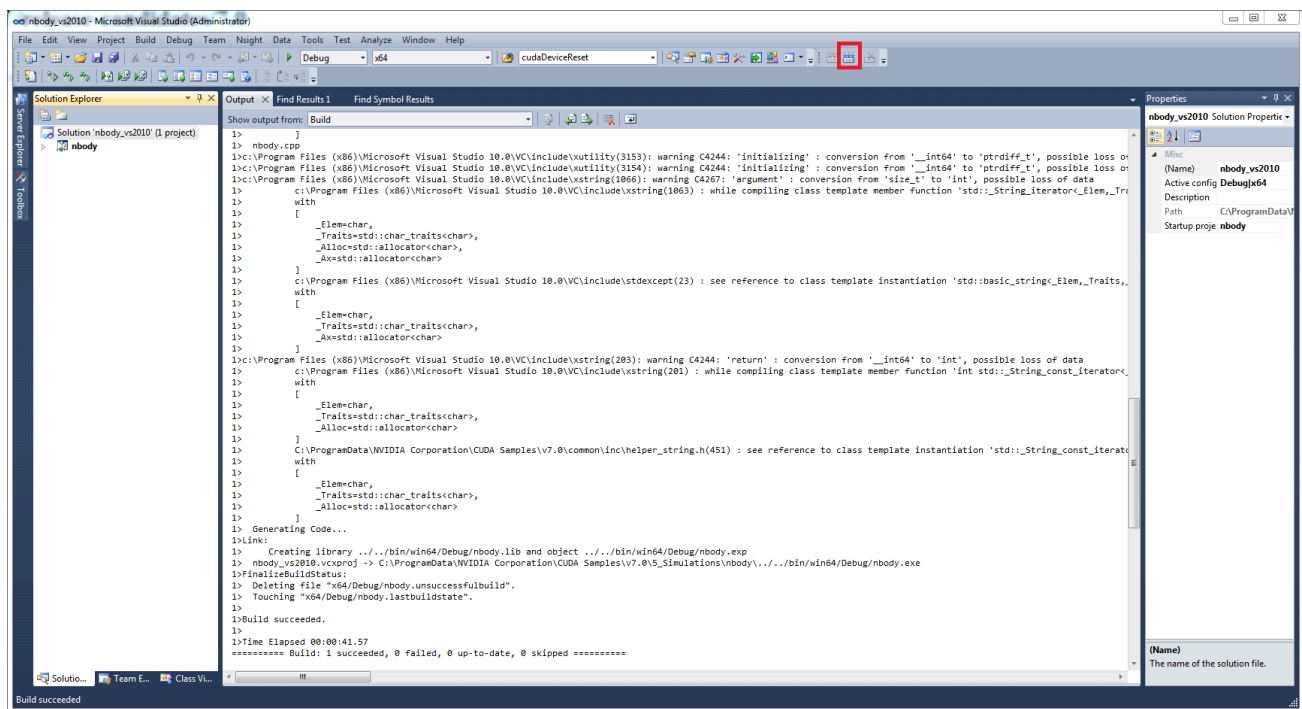 nbody_vs2010 - Microsoft Visual Studio (Administrator)
File Edit View Project Build Debug Team Nsight Data Tools Test Analyze Window Help
Debug x64 cudaDeviceReset
Server Explorer
Toolbox
Solution Explorer
Solution 'nbody_vs2010' (1 project)
nbody
Output Find Results 1 Find Symbol Results
Show output from: Build
1> ]
1> nbody.cpp
1>c:\Program Files (x86)\Microsoft Visual Studio 10.0\VC\include\xutility(3153): warning C4244: 'initializing' : conversion from '__int64' to 'ptrdiff_t', possible loss of
1>c:\Program Files (x86)\Microsoft Visual Studio 10.0\VC\include\xutility(3154): warning C4244: 'initializing' : conversion from '__int64' to 'ptrdiff_t', possible loss of
1>c:\Program Files (x86)\Microsoft Visual Studio 10.0\VC\include\xstring(1066): warning C4267: 'argument' : conversion from 'size_t' to 'int', possible loss of data
1> c:\Program Files (x86)\Microsoft Visual Studio 10.0\VC\include\xstring(1063) : while compiling class template member function 'std::_String_iterator<_Elem,_Tra
1> with
1> [
1> _Elem=char,
1> _Traits=std::char_traits<char>,
1> _Alloc=std::allocator<char>,
1> _Ax=std::allocator<char>
1> ]
1> c:\Program Files (x86)\Microsoft Visual Studio 10.0\VC\include\stdexcept(23) : see reference to class template instantiation 'std::basic_string<_Elem,_Traits,_
1> with
1> [
1> _Elem=char,
1> _Traits=std::char_traits<char>,
1> _Ax=std::allocator<char>
1> ]
1>c:\Program Files (x86)\Microsoft Visual Studio 10.0\VC\include\xstring(203): warning C4244: 'return' : conversion from '__int64' to 'int', possible loss of data
1> c:\Program Files (x86)\Microsoft Visual Studio 10.0\VC\include\xstring(201) : while compiling class template member function 'int std::_String_const_iterator<_
1> with
1> [
1> _Elem=char,
1> _Traits=std::char_traits<char>,
1> _Alloc=std::allocator<char>
1> ]
1> C:\ProgramData\NVIDIA Corporation\CUDA Samples\v7.0\common\inc\helper_string.h(451) : see reference to class template instantiation 'std::_String_const_iterato
1> with
1> [
1> _Elem=char,
1> _Traits=std::char_traits<char>,
1> _Alloc=std::allocator<char>
1> ]
1> Generating Code...
1>Link:
1> Creating library ../../bin/win64/Debug/nbody.lib and object ../../bin/win64/Debug/nbody.exp
1> nbody_vs2010.vcxproj -> C:\ProgramData\NVIDIA Corporation\CUDA Samples\v7.0\5_Simulations\nbody\../../bin/win64/Debug/nbody.exe
1>FinalizeBuildStatus:
1> Deleting file "x64/Debug/nbody.unsuccessfulbuild".
1> Touching "x64/Debug/nbody.lastbuildstate".
1>
1>Build succeeded.
1>
1>Time Elapsed 00:00:41.57
========== Build: 1 succeeded, 0 failed, 0 up-to-date, 0 skipped ==========
Properties
nbody_vs2010 Solution Propertie
Misc
(Name) nbody_vs2010
Active config Debug|x64
Description
Path C:\ProgramData\N
Startup proje nbody
(Name)
The name of the solution file.
Solutio... Team E... Class Vi...
Build succeeded